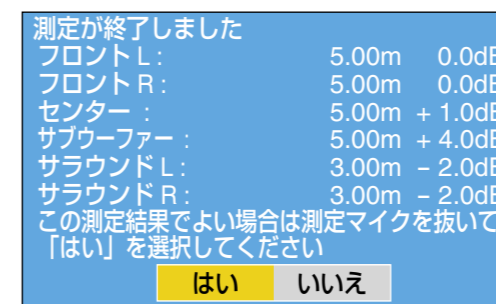 測定が終了しました
フロント L : 5.00m 0.0dB
フロント R : 5.00m 0.0dB
センター : 5.00m + 1.0dB
サブウーファー : 5.00m + 4.0dB
サラウンド L : 3.00m – 2.0dB
サラウンド R : 3.00m – 2.0dB
この測定結果でよい場合は測定マイクを抜いて
「はい」を選択してください
はい いいえ